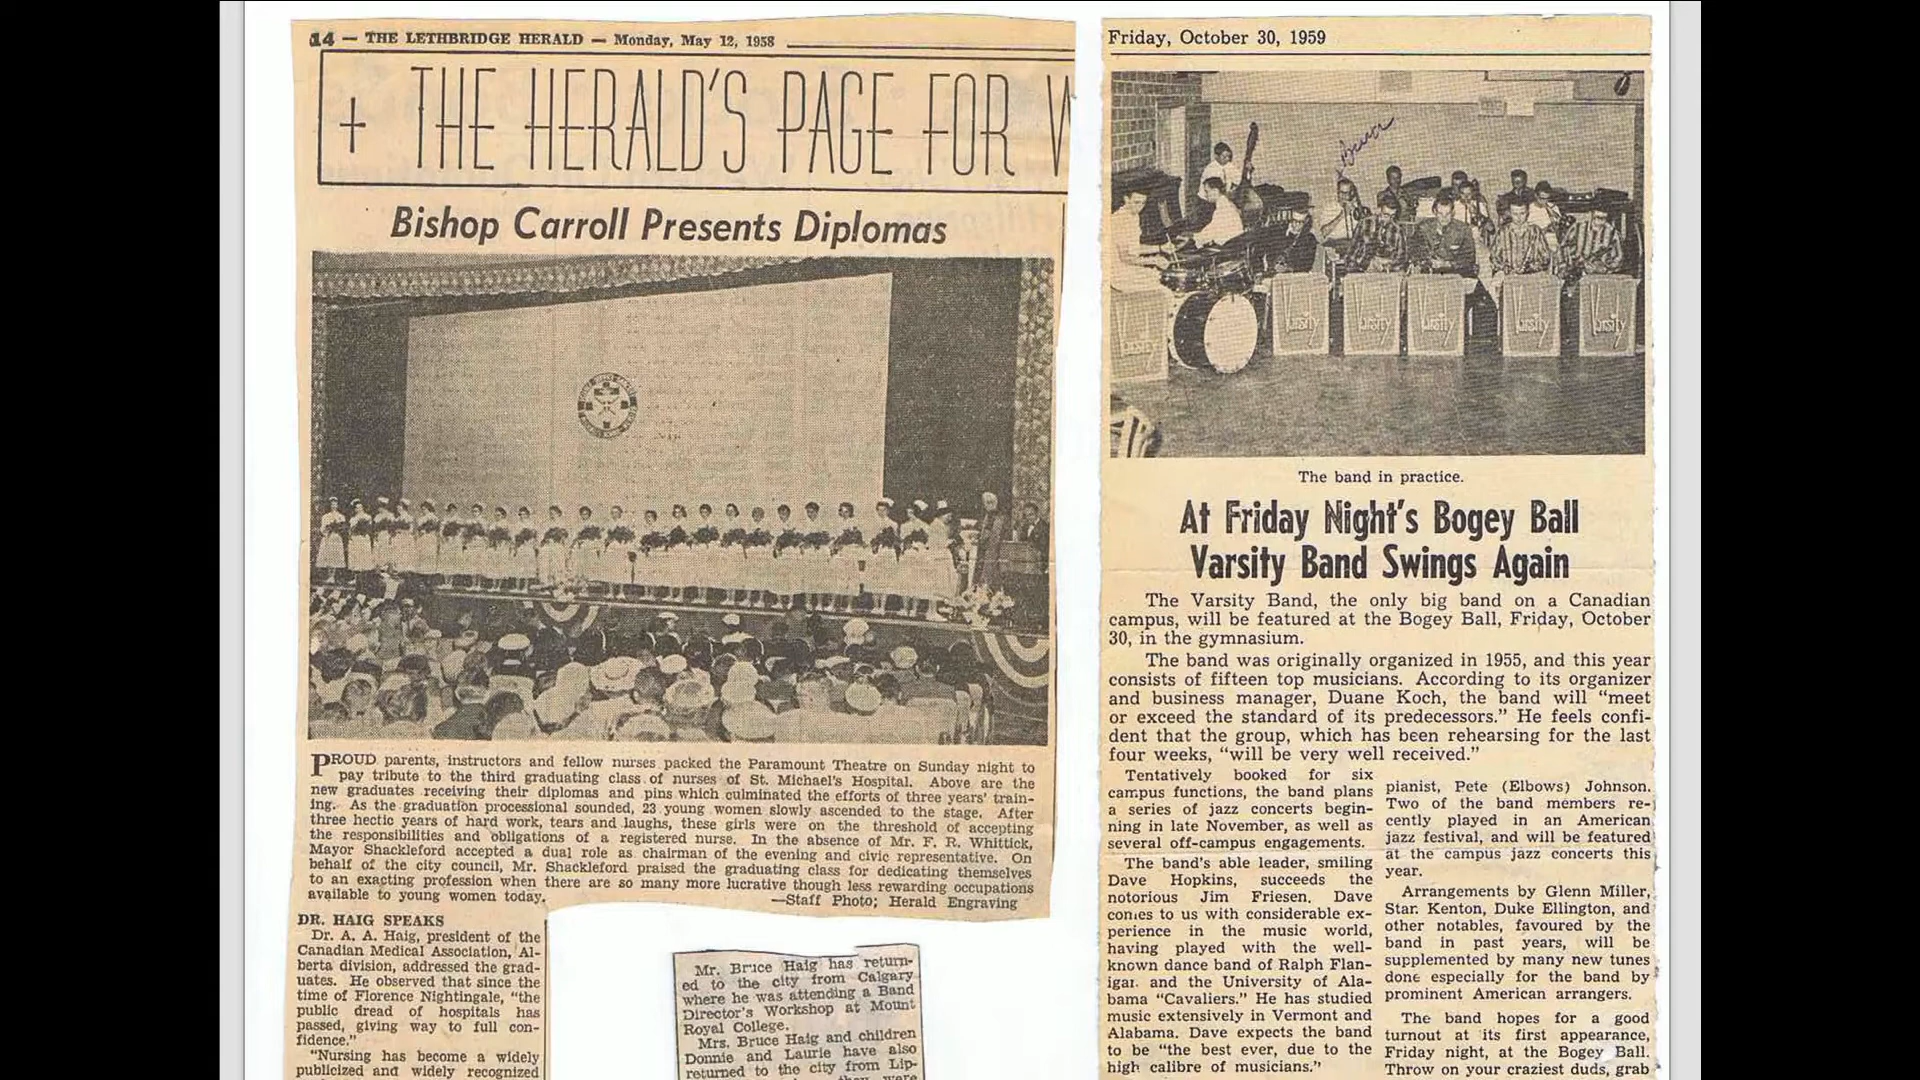 14 — THE LETHBRIDGE HERALD — Monday, May 12, 1958
THE HERALD'S PAGE FOR W
Bishop Carroll Presents Diplomas
PROUD parents, instructors and fellow nurses packed the Paramount Theatre on Sunday night to
pay tribute to the third graduating class of nurses of St. Michael's Hospital. Above are the
new graduates receiving their diplomas and pins which culminated the efforts of three years' train-
ing. As the graduation processional sounded, 23 young women slowly ascended to the stage. After
three hectic years of hard work, tears and laughs, these girls were on the threshold of accepting
the responsibilities and obligations of a registered nurse. In the absence of Mr. F. R. Whittick,
Mayor Shackleford accepted a dual role as chairman of the evening and civic representative. On
behalf of the city council, Mr. Shackleford praised the graduating class for dedicating themselves
to an exacting profession when there are so many more lucrative though less rewarding occupations
available to young women today.
—Staff Photo; Herald Engraving
DR. HAIG SPEAKS
Dr. A. A. Haig, president of the
Canadian Medical Association, Al-
berta division, addressed the grad-
uates. He observed that since the
time of Florence Nightingale, "the
public dread of hospitals has
passed, giving way to full con-
fidence."
"Nursing has become a widely
publicized and widely recognized
Mr. Bruce Haig has return-
ed to the city from Calgary
where he was attending a Band
Director's Workshop at Mount
Royal College.
Mrs. Bruce Haig and children
Donnie and Laurie have also
returned to the city from Lip-
they were
Friday, October 30, 1959
Bruce
Varsity
Varsity
Varsity
Varsity
Varsity
Varsity
The band in practice.
At Friday Night's Bogey Ball
Varsity Band Swings Again
The Varsity Band, the only big band on a Canadian
campus, will be featured at the Bogey Ball, Friday, October
30, in the gymnasium.
The band was originally organized in 1955, and this year
consists of fifteen top musicians. According to its organizer
and business manager, Duane Koch, the band will "meet
or exceed the standard of its predecessors." He feels confi-
dent that the group, which has been rehearsing for the last
four weeks, "will be very well received."
Tentatively booked for six
campus functions, the band plans
a series of jazz concerts begin-
ning in late November, as well as
several off-campus engagements.
The band's able leader, smiling
Dave Hopkins, succeeds the
notorious Jim Friesen. Dave
comes to us with considerable ex-
perience in the music world,
having played with the well-
known dance band of Ralph Flan-
igan and the University of Ala-
bama "Cavaliers." He has studied
music extensively in Vermont and
Alabama. Dave expects the band
to be "the best ever, due to the
high calibre of musicians."
pianist, Pete (Elbows) Johnson.
Two of the band members re-
cently played in an American
jazz festival, and will be featured
at the campus jazz concerts this
year.
Arrangements by Glenn Miller,
Stan Kenton, Duke Ellington, and
other notables, favoured by the
band in past years, will be
supplemented by many new tunes
done especially for the band by
prominent American arrangers.
The band hopes for a good
turnout at its first appearance,
Friday night, at the Bogey Ball.
Throw on your craziest duds, grab